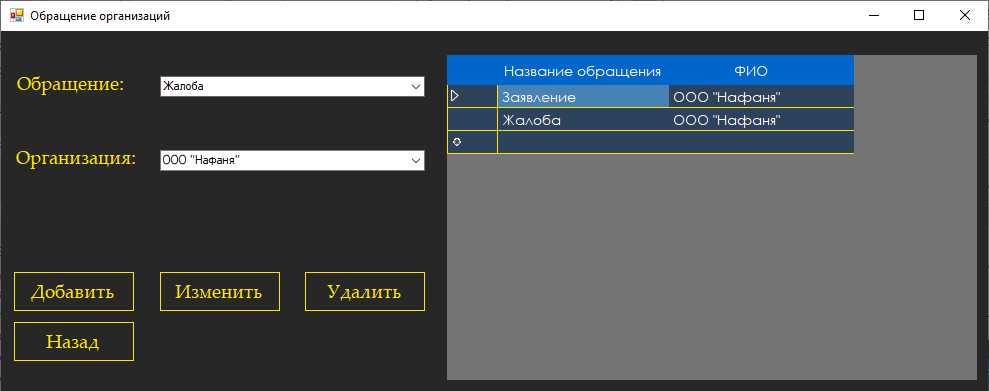 Обращение организаций
Обращение:
Жалоба
Организация:
ООО "Нафаня"
Добавить
Изменить
Удалить
Назад
Название обращения ФИО
Заявление ООО "Нафаня"
Жалоба ООО "Нафаня"